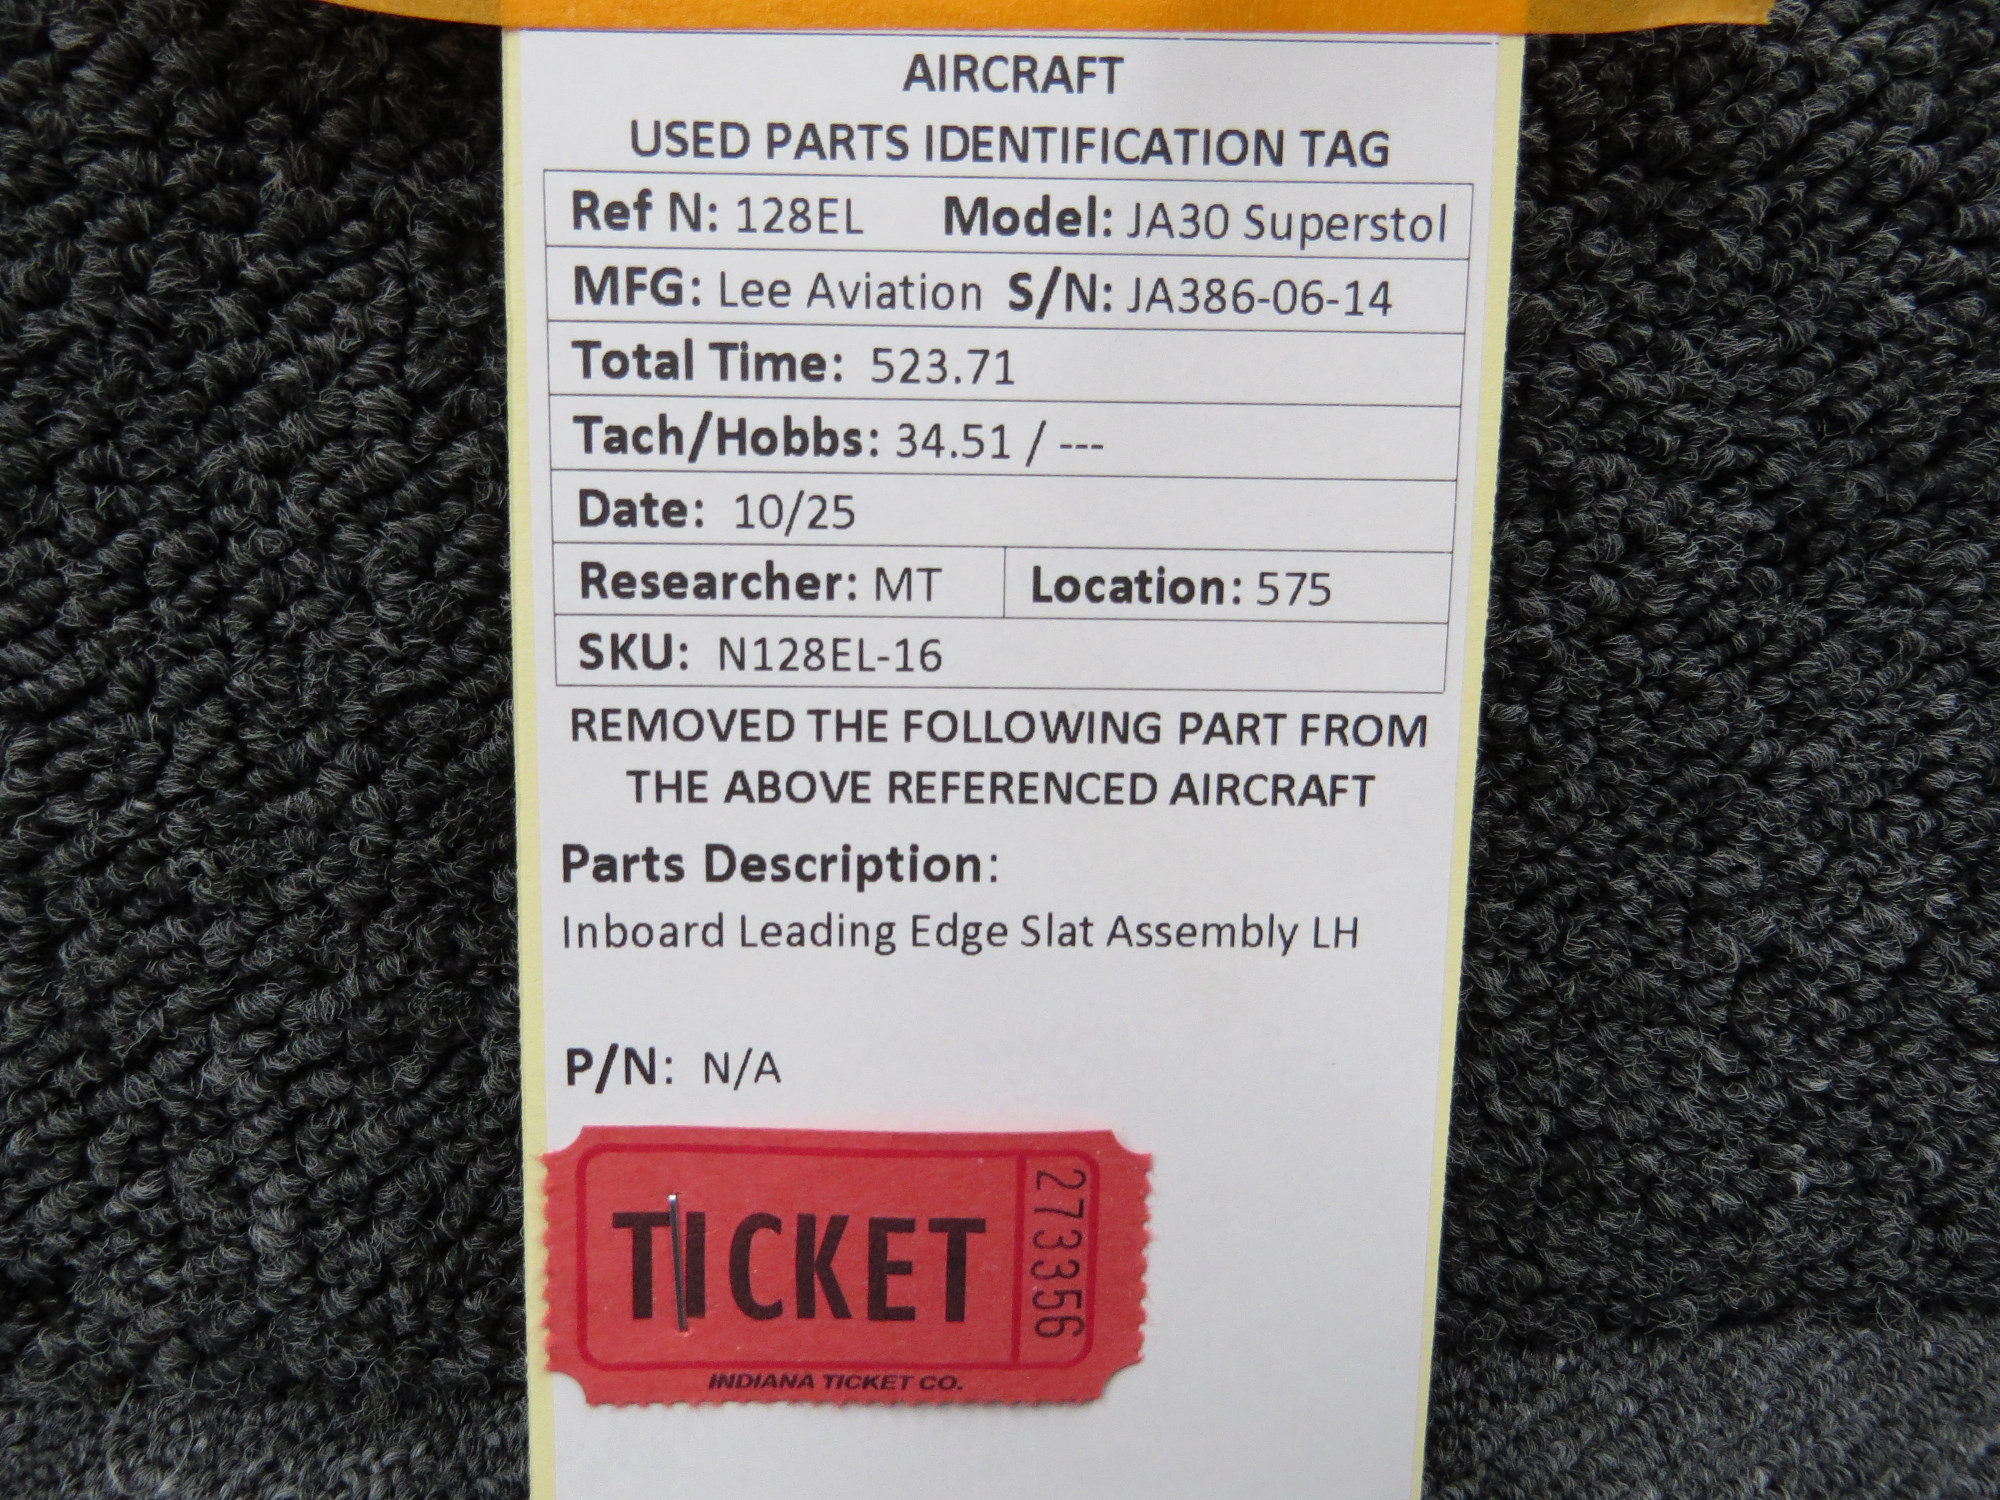 AIRCRAFT
USED PARTS IDENTIFICATION TAG
Ref N: 128EL Model: JA30 Superstol
MFG: Lee Aviation S/N: JA386-06-14
Total Time: 523.71
Tach/Hobbs: 34.51 / ---
Date: 10/25
Researcher: MT Location: 575
SKU: N128EL-16
REMOVED THE FOLLOWING PART FROM
THE ABOVE REFERENCED AIRCRAFT
Parts Description:
Inboard Leading Edge Slat Assembly LH
P/N: N/A
TICKET
273356
INDIANA TICKET CO.